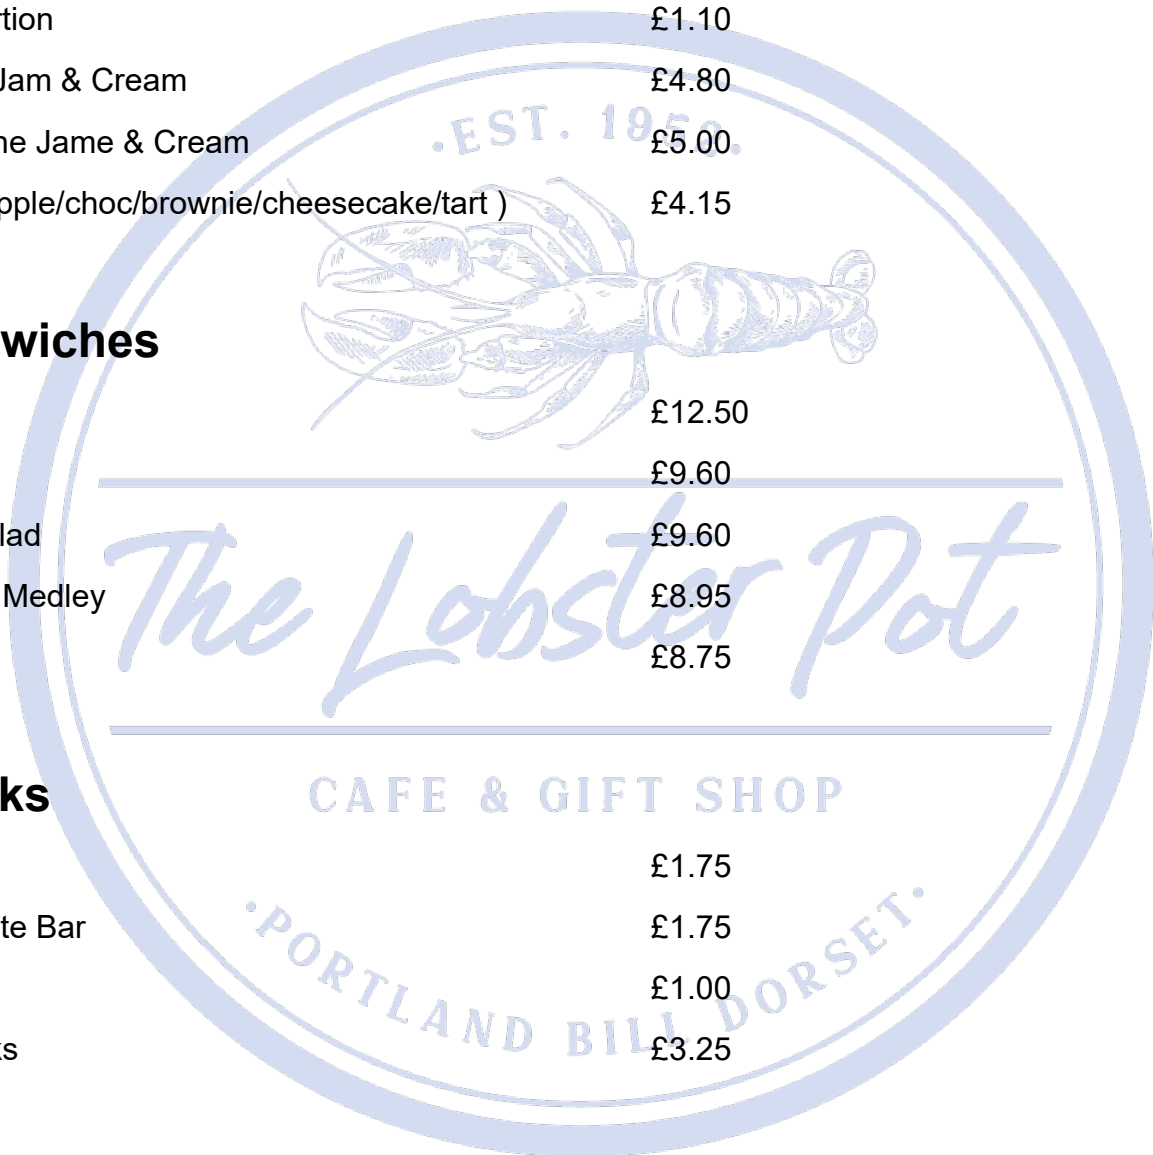 rtion £1.10
Jam & Cream £4.80
· EST. 1950 ·
ne Jame & Cream £5.00
pple/choc/brownie/cheesecake/tart ) £4.15
wiches
£12.50
£9.60
lad £9.60
The Lobster Pot
Medley £8.95
£8.75
ks
CAFE & GIFT SHOP
£1.75
te Bar £1.75
£1.00
· PORTLAND BILL DORSET ·
ks £3.25